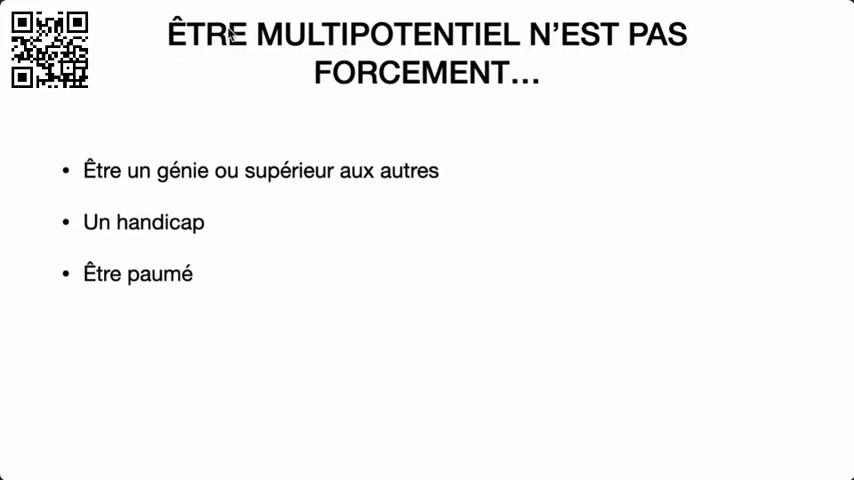 ÊTRE MULTIPOTENTIEL N’EST PAS
FORCEMENT…
• Être un génie ou supérieur aux autres
• Un handicap
• Être paumé